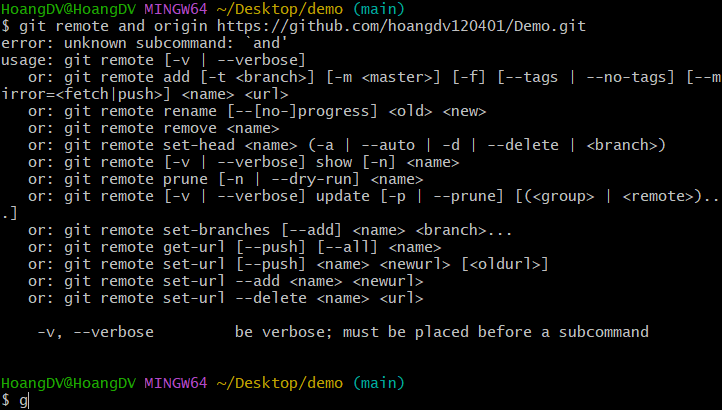 HoangDV@HoangDV MINGW64 ~/Desktop/demo (main)
$ git remote and origin https://github.com/hoangdv120401/Demo.git
error: unknown subcommand: `and'
usage: git remote [-v | --verbose]
   or: git remote add [-t <branch>] [-m <master>] [-f] [--tags | --no-tags] [--m
irror=<fetch|push>] <name> <url>
   or: git remote rename [--[no-]progress] <old> <new>
   or: git remote remove <name>
   or: git remote set-head <name> (-a | --auto | -d | --delete | <branch>)
   or: git remote [-v | --verbose] show [-n] <name>
   or: git remote prune [-n | --dry-run] <name>
   or: git remote [-v | --verbose] update [-p | --prune] [(<group> | <remote>)..
.]
   or: git remote set-branches [--add] <name> <branch>...
   or: git remote get-url [--push] [--all] <name>
   or: git remote set-url [--push] <name> <newurl> [<oldurl>]
   or: git remote set-url --add <name> <newurl>
   or: git remote set-url --delete <name> <url>

    -v, --verbose         be verbose; must be placed before a subcommand

HoangDV@HoangDV MINGW64 ~/Desktop/demo (main)
$ g